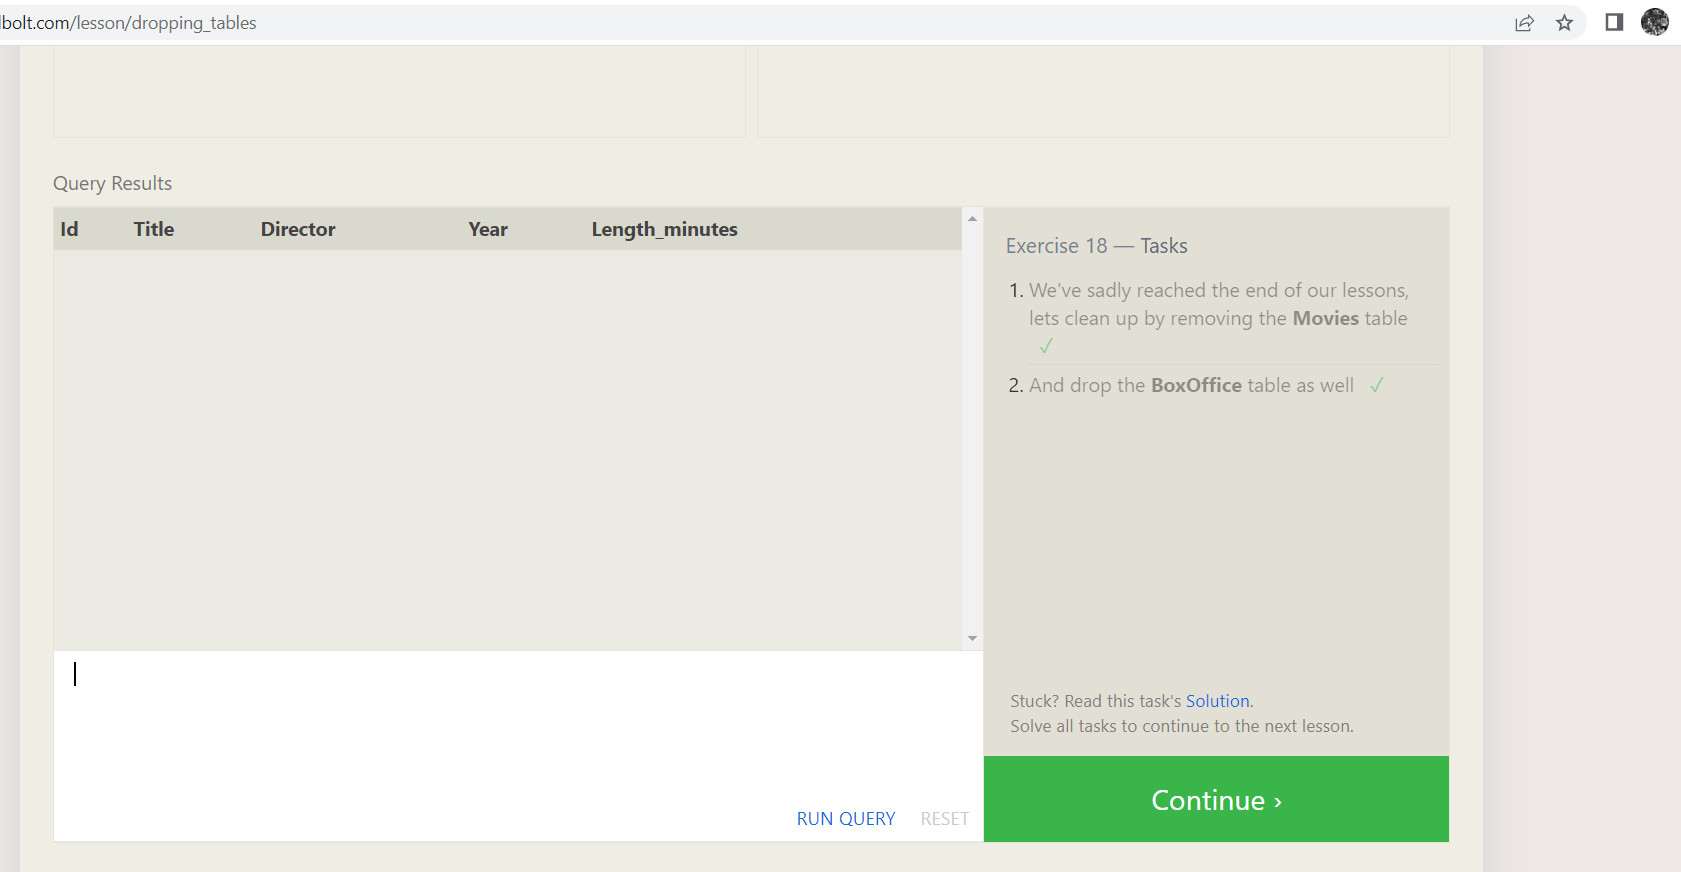 lbolt.com/lesson/dropping_tables
Query Results
Id Title Director Year Length_minutes
Exercise 18 — Tasks
1. We've sadly reached the end of our lessons,
lets clean up by removing the Movies table
✓
2. And drop the BoxOffice table as well ✓
Stuck? Read this task's Solution.
Solve all tasks to continue to the next lesson.
RUN QUERY RESET
Continue ›